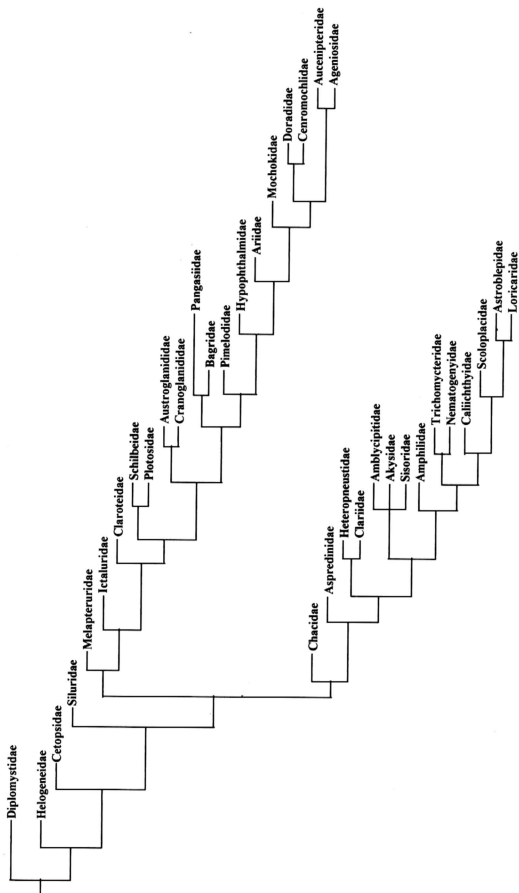 Diplomystidae
Helogeneidae
Cetopsidae
Siluridae
Melapteruridae
Ictaluridae
Claroteidae
Schilbeidae
Plotosidae
Austroglanididae
Cranoglanididae
Pangasiidae
Bagridae
Pimelodidae
Hypophthalmidae
Ariidae
Mochokidae
Doradidae
Cenromochlidae
Aucenipteridae
Ageniosidae
Chacidae
Aspredinidae
Heteropneustidae
Clariidae
Amblycipitidae
Akysidae
Sisoridae
Amphilidae
Trichomycteridae
Nematogenyidae
Caliichthyidae
Scoloplacidae
Astroblepidae
Loricaridae